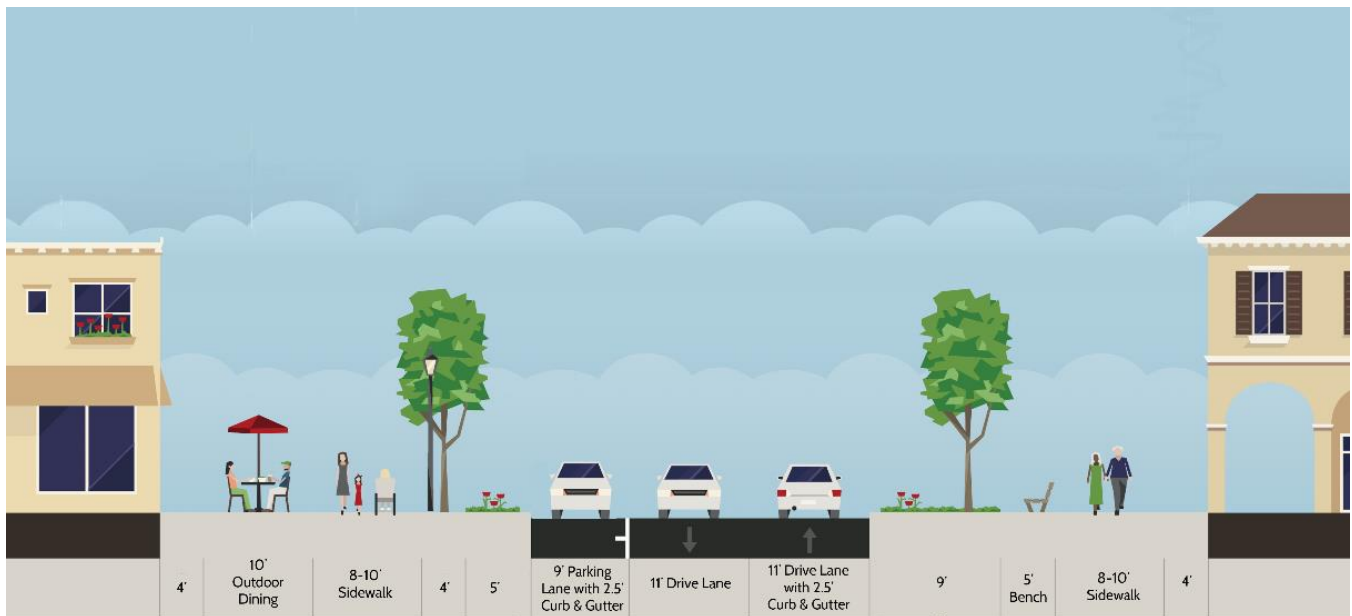 4'
10'
Outdoor
Dining
8-10'
Sidewalk
4'
5'
9' Parking
Lane with 2.5'
Curb & Gutter
11' Drive Lane
11' Drive Lane
with 2.5'
Curb & Gutter
9'
5'
Bench
8-10'
Sidewalk
4'